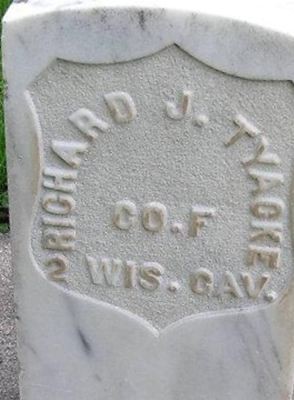 RICHARD J. TYACKE
CO. F
2 WIS. CAV.